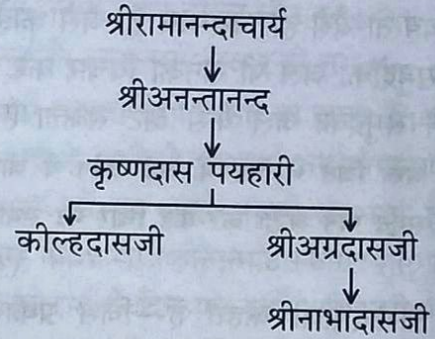 श्रीरामानन्दाचार्य
श्रीअनन्तानन्द
कृष्णदास पयहारी
कील्हदासजी श्रीअग्रदासजी
श्रीनाभादासजी